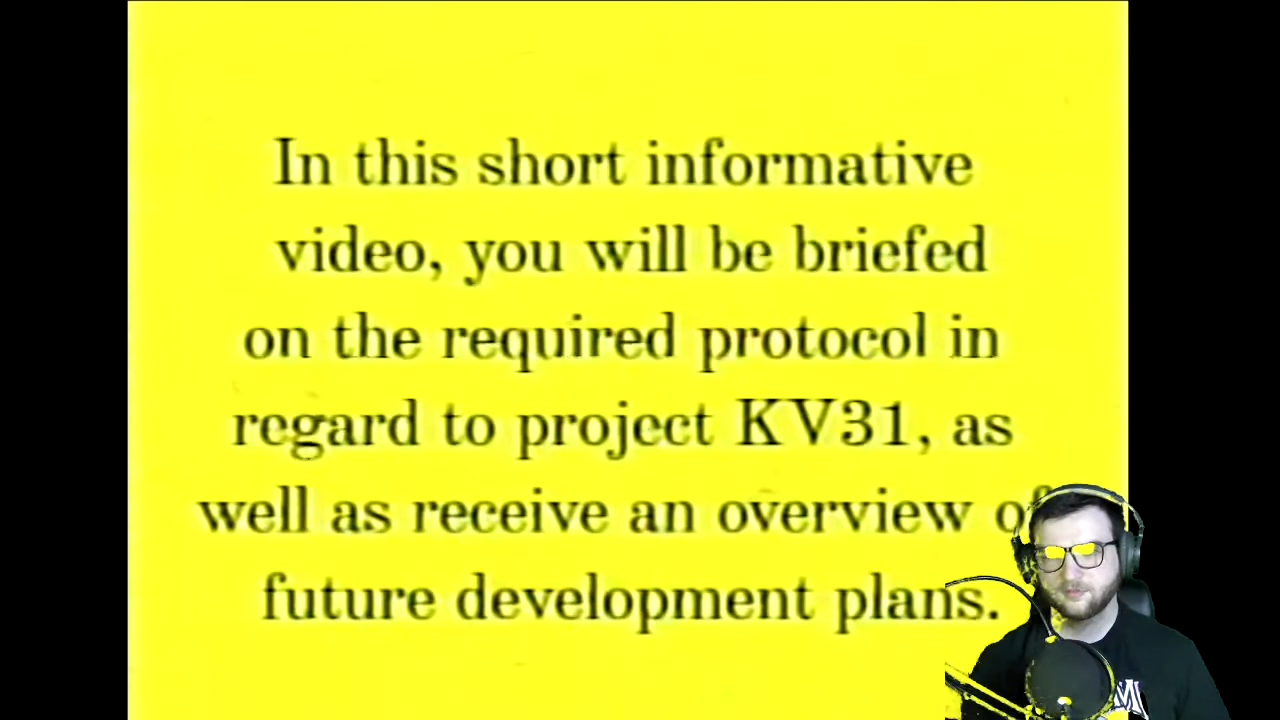 In this short informative
video, you will be briefed
on the required protocol in
regard to project KV31, as
well as receive an overview of
future development plans.